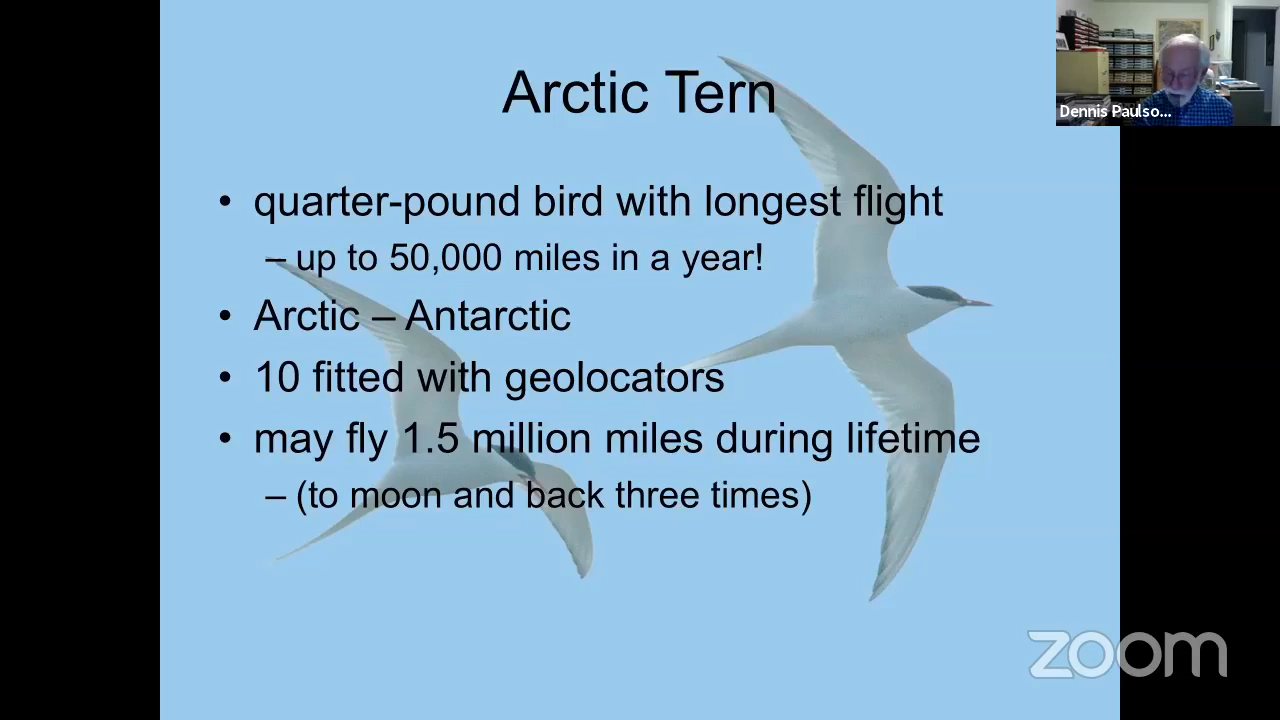 Arctic Tern
• quarter-pound bird with longest flight
– up to 50,000 miles in a year!
• Arctic – Antarctic
• 10 fitted with geolocators
• may fly 1.5 million miles during lifetime
– (to moon and back three times)
Dennis Paulso...
zoom